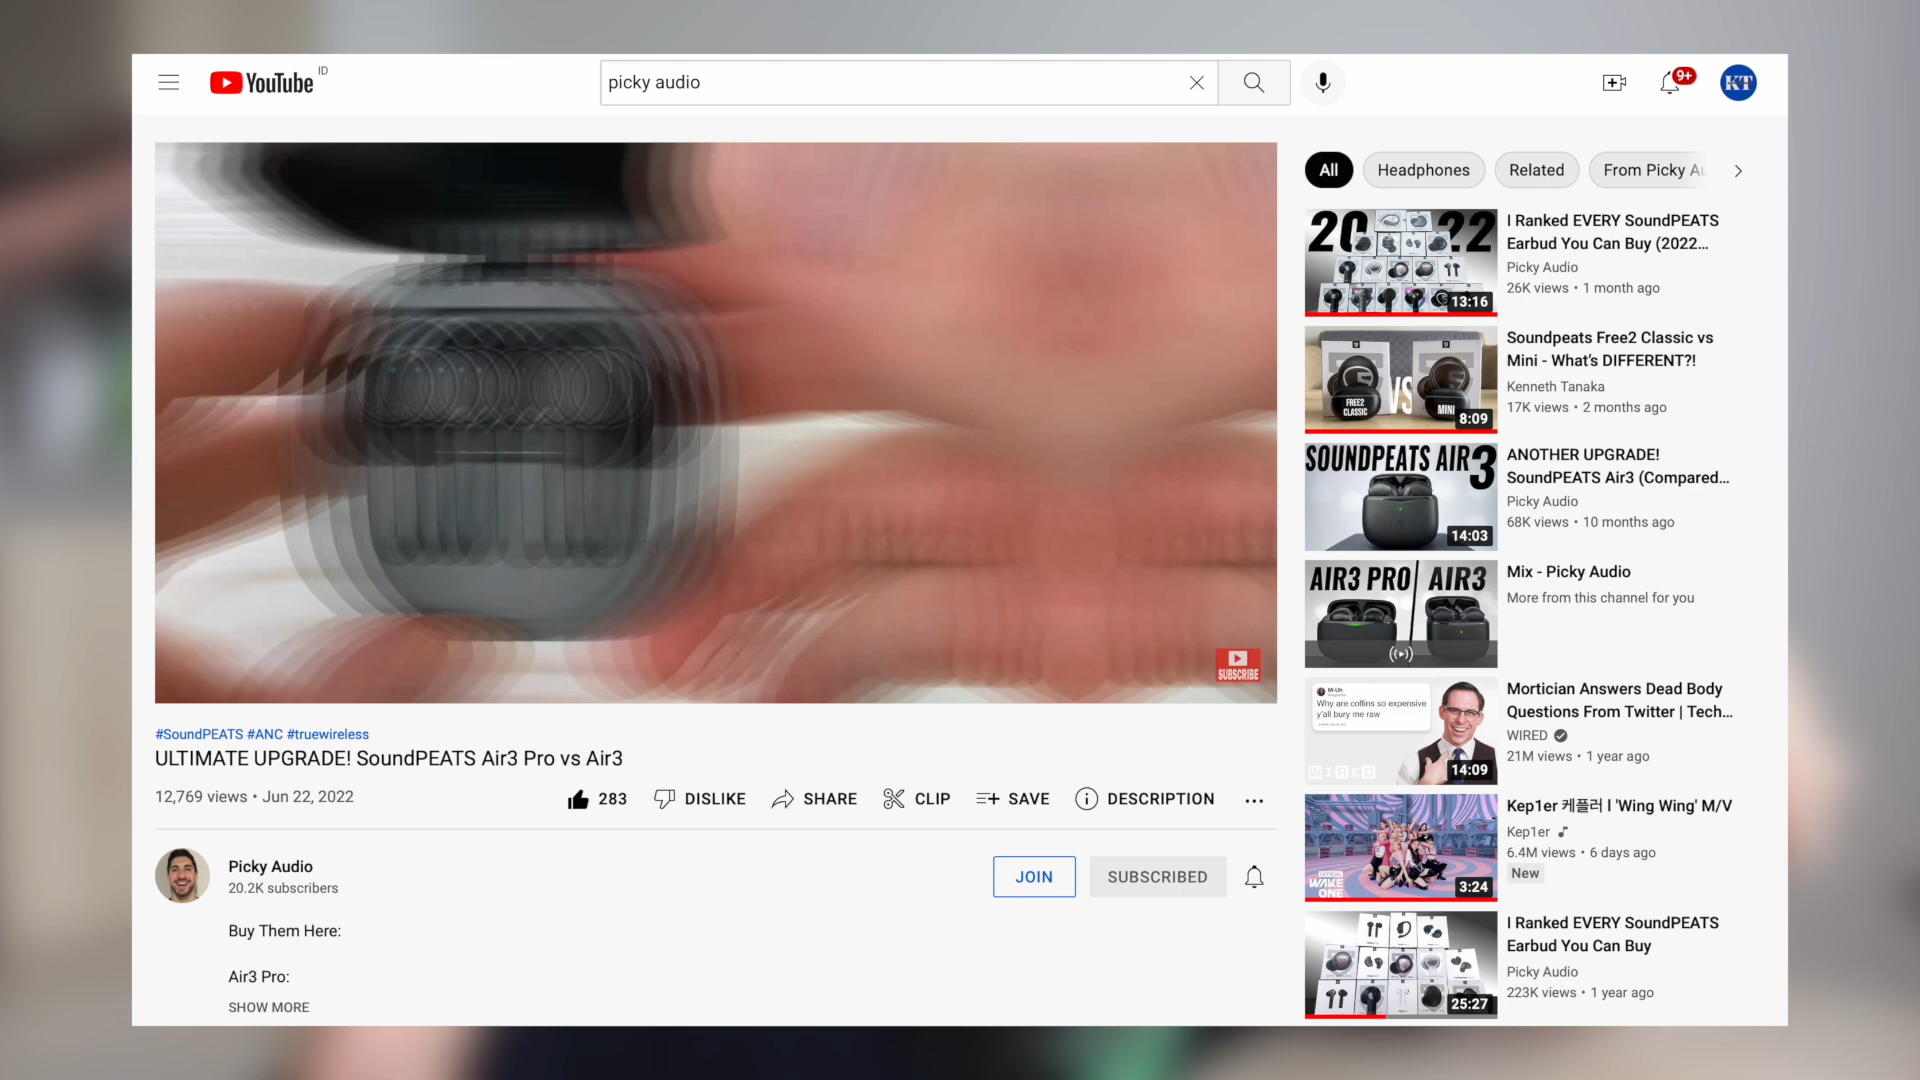 YouTube ID
picky audio
9+
KT
SUBSCRIBE
#SoundPEATS #ANC #truewireless
ULTIMATE UPGRADE! SoundPEATS Air3 Pro vs Air3
12,769 views • Jun 22, 2022
283
DISLIKE
SHARE
CLIP
SAVE
DESCRIPTION
Picky Audio
20.2K subscribers
JOIN
SUBSCRIBED
Buy Them Here:
Air3 Pro:
SHOW MORE
All
Headphones
Related
From Picky Au
2022
13:16
I Ranked EVERY SoundPEATS
Earbud You Can Buy (2022...
Picky Audio
26K views • 1 month ago
FREE2
CLASSIC
VS
MINI
8:09
Soundpeats Free2 Classic vs
Mini - What's DIFFERENT?!
Kenneth Tanaka
17K views • 2 months ago
SOUNDPEATS AIR3
14:03
ANOTHER UPGRADE!
SoundPEATS Air3 (Compared...
Picky Audio
68K views • 10 months ago
AIR3 PRO / AIR3
Mix - Picky Audio
More from this channel for you
M-Uh
Why are coffins so expensive
y'all bury me raw
WIRED
14:09
Mortician Answers Dead Body
Questions From Twitter | Tech...
WIRED
21M views • 1 year ago
OFFICIAL
WAKE
ONE
3:24
Kep1er 케플러 l 'Wing Wing' M/V
Kep1er
6.4M views • 6 days ago
New
25:27
I Ranked EVERY SoundPEATS
Earbud You Can Buy
Picky Audio
223K views • 1 year ago